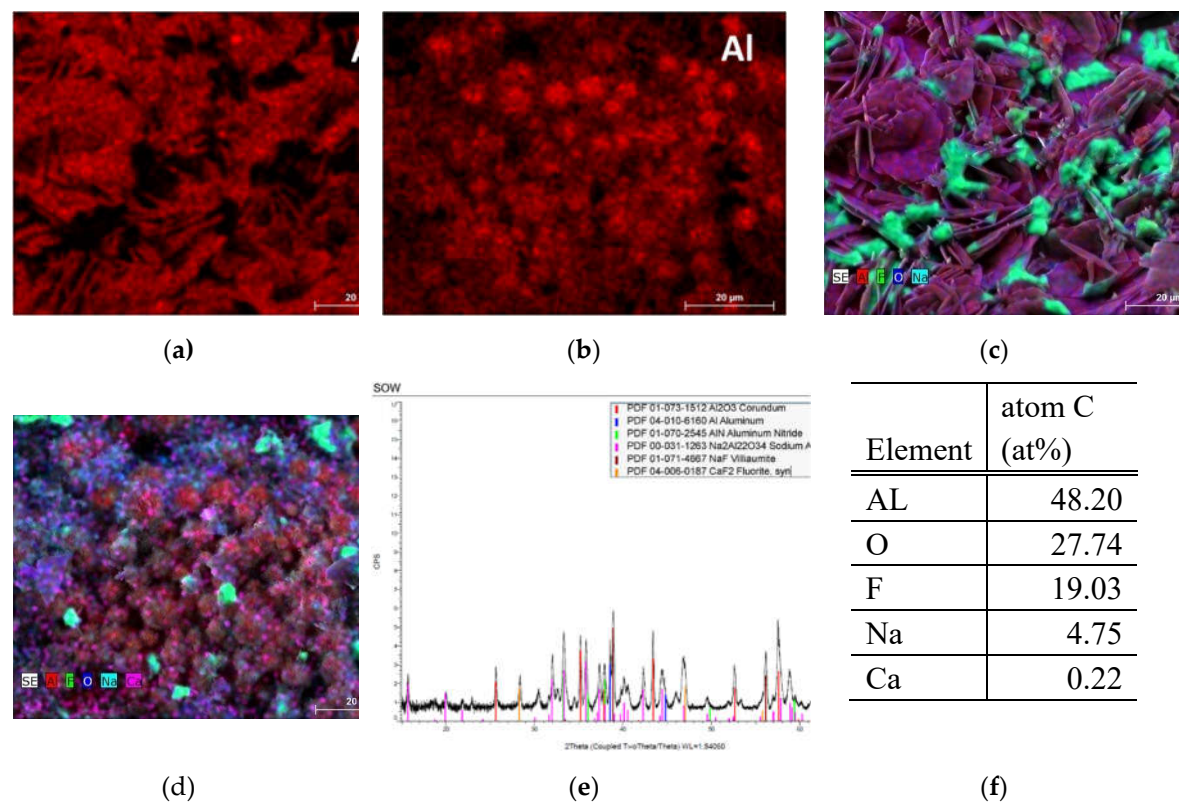 A
Al
SE Al F O Na
20
20 µm
20 µm
(a)
(b)
(c)
SE Al F O Na Ca
20
SOW
PDF 01-073-1512 Al2O3 Corundum
PDF 04-010-6160 Al Aluminum
PDF 01-070-2545 AlN Aluminum Nitride
PDF 00-031-1263 Na2Al22O34 Sodium A
PDF 01-071-4667 NaF Villiaumite
PDF 04-006-0187 CaF2 Fluorite, syn
CPS
20 30 40 50 60
2Theta (Coupled TwoTheta/Theta) WL=1.54060
Element atom C (at%)
AL 48.20
O 27.74
F 19.03
Na 4.75
Ca 0.22
(d)
(e)
(f)